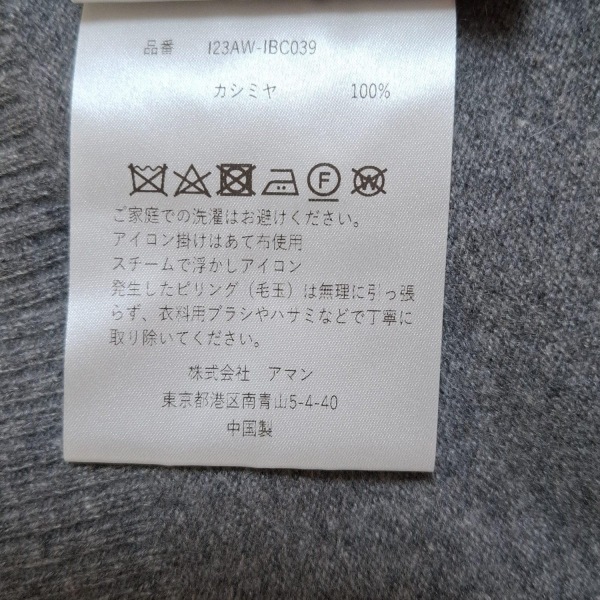 品番 I23AW-IBC039
カシミヤ 100%
F W
ご家庭での洗濯はお避けください。
アイロン掛けはあて布使用
スチームで浮かしアイロン
発生したピリング（毛玉）は無理に引っ張
らず、衣料用ブラシやハサミなどで丁寧に
取り除いてください。
株式会社 アマン
東京都港区南青山5-4-40
中国製